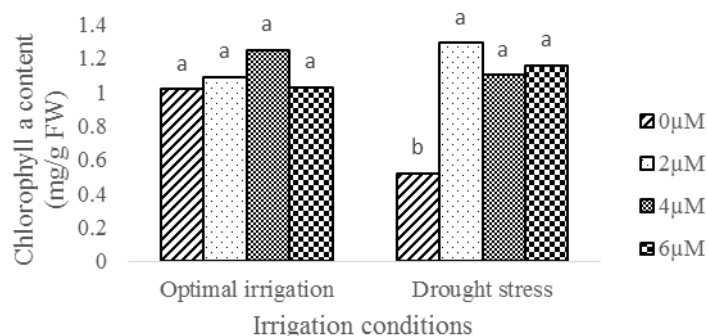 Chlorophyll a content
(mg/g FW)
1.4
1.2
1
0.8
0.6
0.4
0.2
0
a
a
a
a
b
a
a
a
Optimal irrigation
Drought stress
Irrigation conditions
0µM
2µM
4µM
6µM